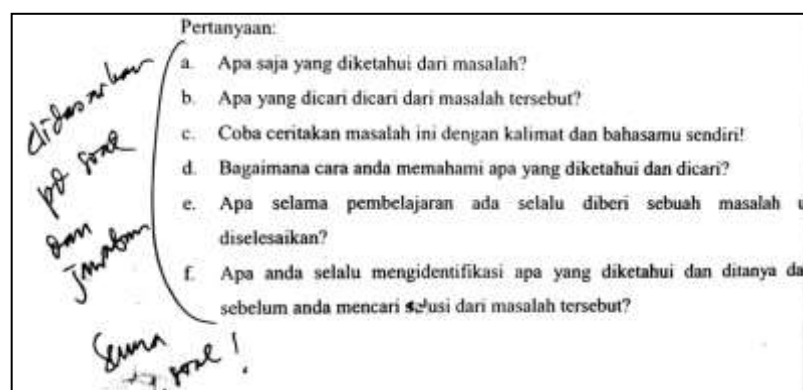 Pertanyaan:
a. Apa saja yang diketahui dari masalah?
b. Apa yang dicari dicari dari masalah tersebut?
c. Coba ceritakan masalah ini dengan kalimat dan bahasamu sendiri!
d. Bagaimana cara anda memahami apa yang diketahui dan dicari?
e. Apa selama pembelajaran ada selalu diberi sebuah masalah u
diselesaikan?
f. Apa anda selalu mengidentifikasi apa yang diketahui dan ditanya da
sebelum anda mencari solusi dari masalah tersebut?
didasarkan
pd soal
dan
jawaban
semua
soal!